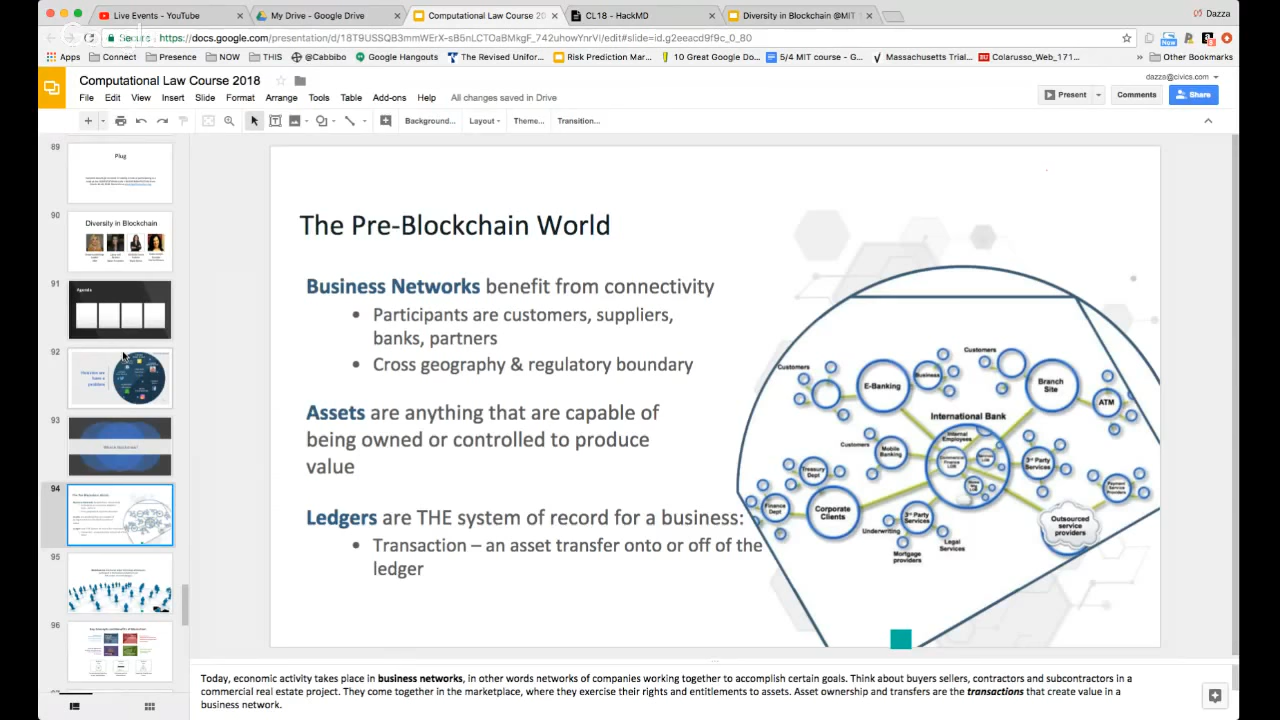 Live Events - YouTube
My Drive - Google Drive
Computational Law Course 20
CL18 - HackMD
Diversity in Blockchain @MIT
Dazza
Secure
https://docs.google.com/presentation/d/18T9USSQB3mmWErX-sB5nLCTOaBMkgF_742uhowYnrVI/edit#slide=id.g2eeacd9f9c_0_80
Apps
Connect
Presence
NOW
THIS
@Cabbibo
Google Hangouts
The Revised Unifor...
Risk Prediction Mar...
10 Great Google Do...
5/4 MIT course - G...
Massachusetts Trial...
Colarusso_Web_171...
Other Bookmarks
Computational Law Course 2018
dazza@civics.com
File Edit View Insert Slide Format Arrange Tools Table Add-ons Help All changes saved in Drive
Present
Comments
Share
Background...
Layout
Theme...
Transition...
89
Plug
90
Diversity in Blockchain
91
Agenda
92
93
94
95
96
The Pre-Blockchain World
Business Networks benefit from connectivity
• Participants are customers, suppliers,
banks, partners
• Cross geography & regulatory boundary
Assets are anything that are capable of
being owned or controlled to produce
value
Ledgers are THE system of record for a business:
• Transaction – an asset transfer onto or off of the
ledger
Customers
Customers
E-Banking
Business
Branch
Site
ATM
International Bank
Internal
Employees
Customers
Mobile
Banking
3rd Party
Services
Treasury
Dept
Payment
Service
Providers
Finance
Dept
Corporate
Clients
3rd Party
Services
Underwriting
Legal
Services
Mortgage
providers
Outsourced
service
providers
Today, economic activity takes place in business networks, in other words networks of companies working together to accomplish certain goals. Think about buyers sellers, contractors and subcontractors in a
commercial real estate project. They come together in the marketplace, where they exercise their rights and entitlements to assets. Asset ownership and transfers are the transactions that create value in a
business network.